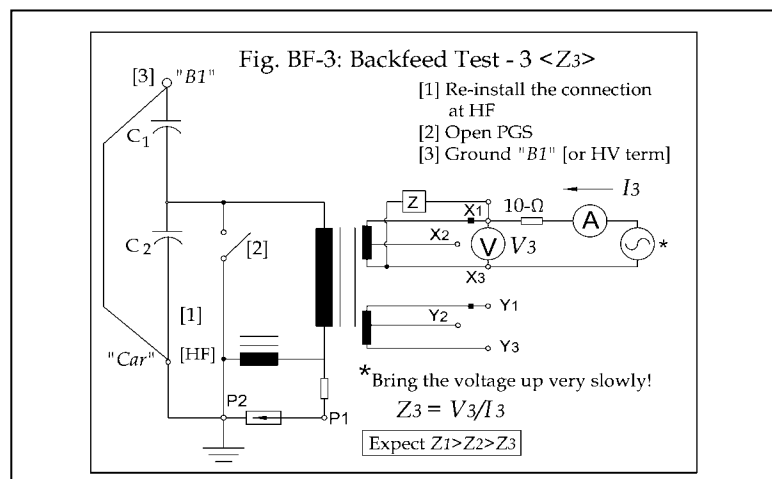 Fig. BF-3: Backfeed Test - 3 <Z3>
[3] "B1"
[1] Re-install the connection
at HF
[2] Open PGS
[3] Ground "B1" [or HV term]
C1
I3
Z
X1
10-Ω
A
C2
[2]
X2
V
V3
*
X3
[1]
Y1
Y2
"Car"
[HF]
Y3
*Bring the voltage up very slowly!
P2
P1
Z3 = V3/I3
Expect Z1>Z2>Z3